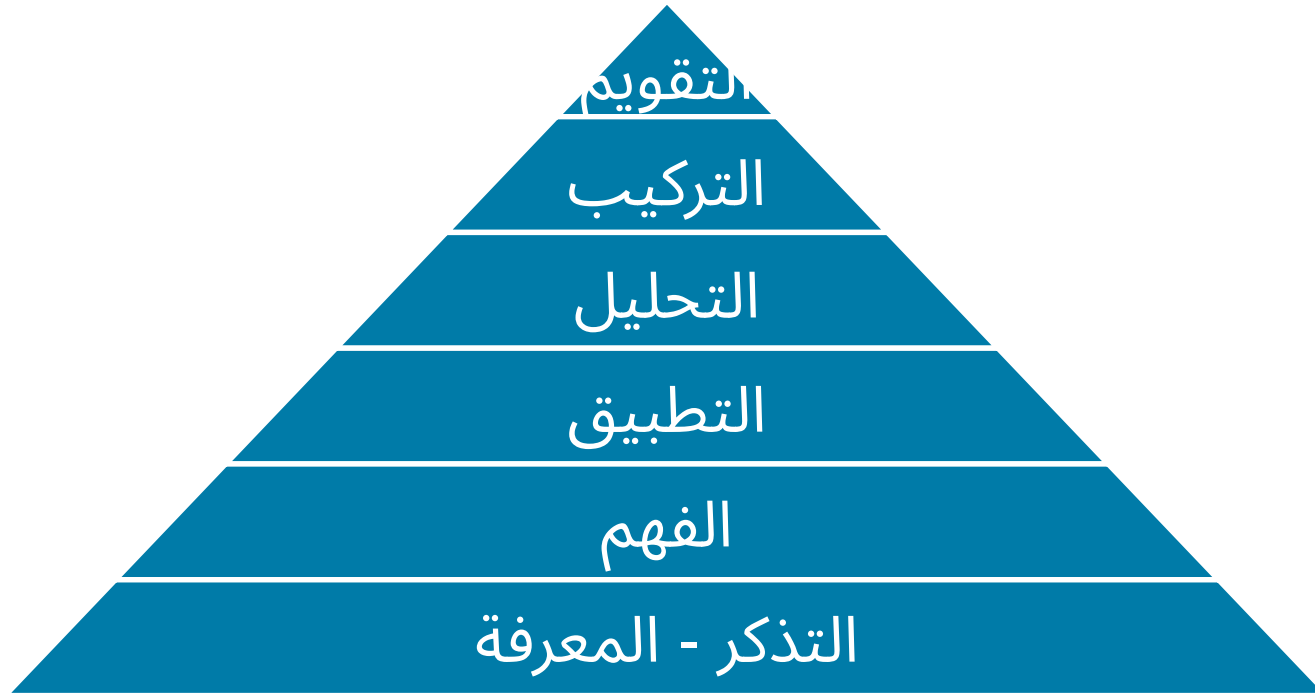 التقويم
التركيب
التحليل
التطبيق
الفهم
التذكر - المعرفة